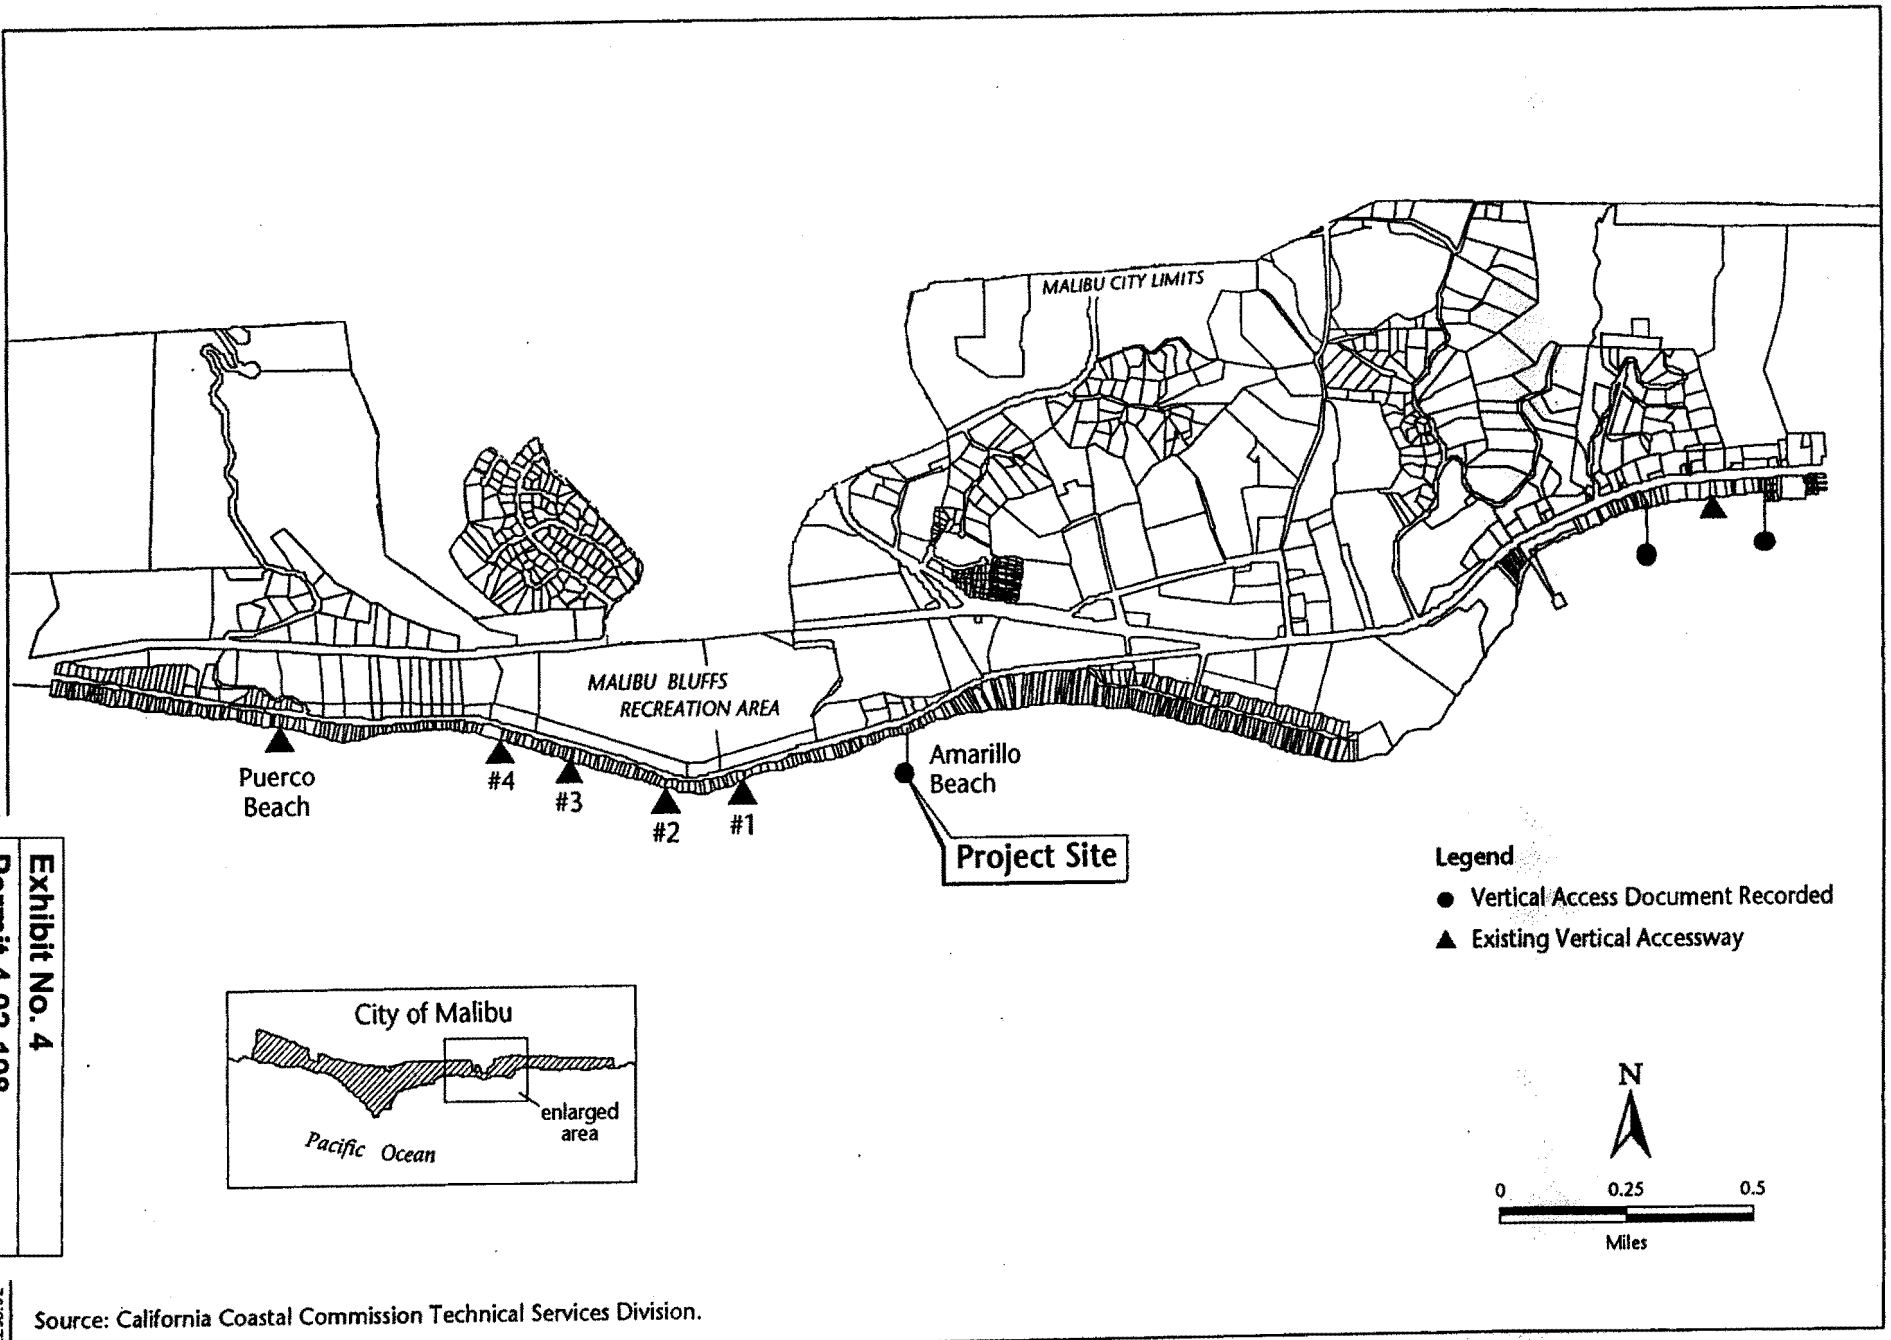 MALIBU CITY LIMITS
MALIBU BLUFFS
RECREATION AREA
Puerco
Beach
#4
#3
#2
#1
Amarillo
Beach
Project Site
Legend
Vertical Access Document Recorded
Existing Vertical Accessway
Exhibit No. 4
City of Malibu
enlarged
area
Pacific Ocean
N
0 0.25 0.5
Miles
Source: California Coastal Commission Technical Services Division.